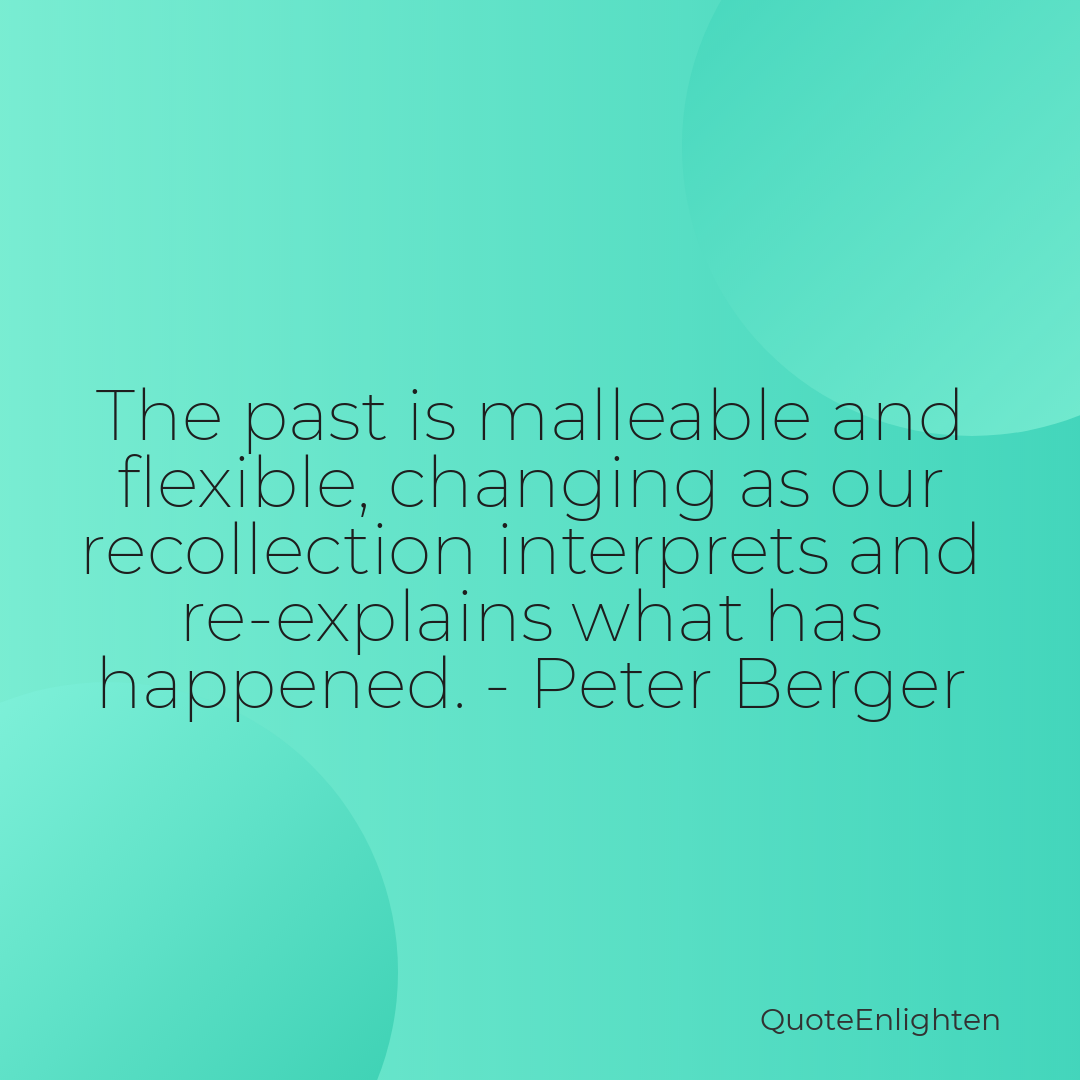 The past is malleable and
flexible, changing as our
recollection interprets and
re-explains what has
happened. - Peter Berger
QuoteEnlighten